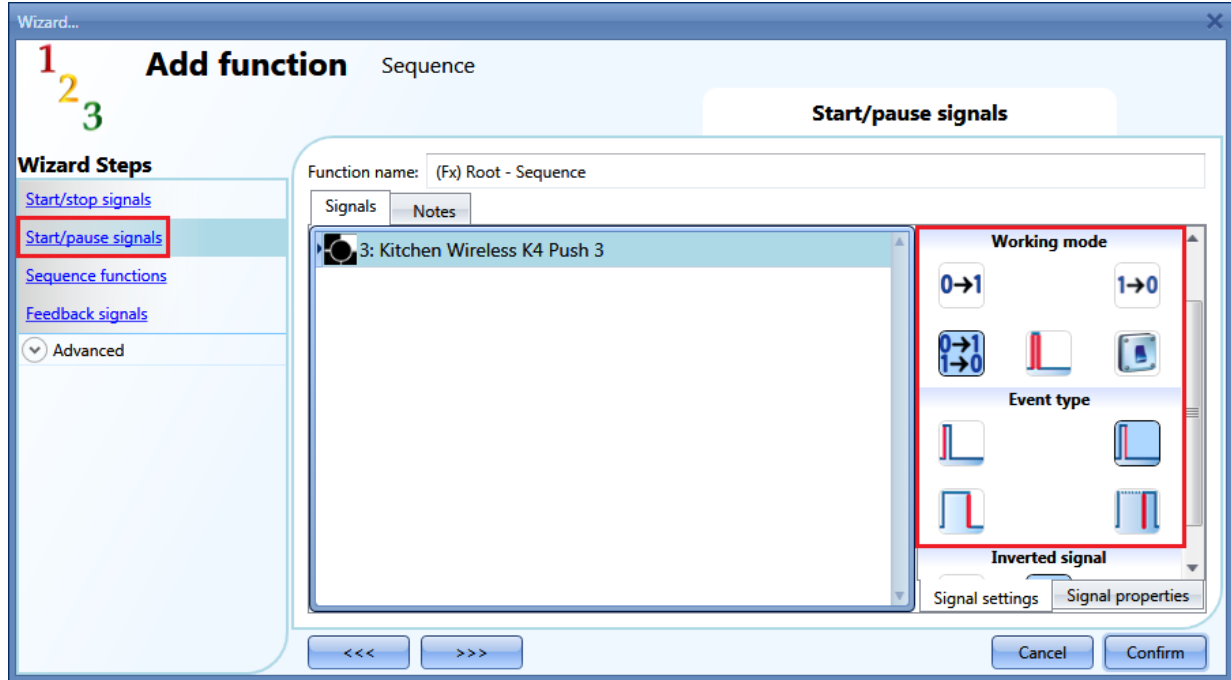 Wizard...
1
2
3
Add function Sequence
Start/pause signals
Wizard Steps
Start/stop signals
Start/pause signals
Sequence functions
Feedback signals
Advanced
Function name: (Fx) Root - Sequence
Signals Notes
3: Kitchen Wireless K4 Push 3
Working mode
0→1 1→0
0→1
1→0
Event type
Inverted signal
Signal settings Signal properties
<<< >>> Cancel Confirm